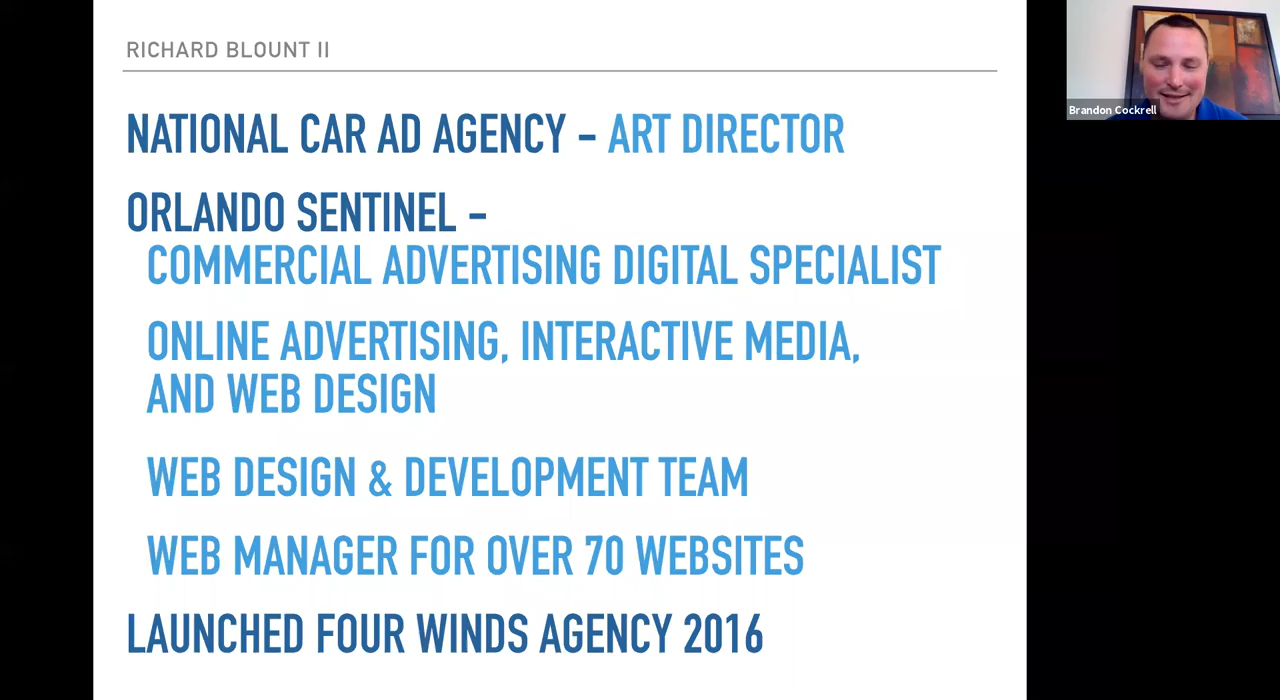 RICHARD BLOUNT II
NATIONAL CAR AD AGENCY – ART DIRECTOR
ORLANDO SENTINEL –
COMMERCIAL ADVERTISING DIGITAL SPECIALIST
ONLINE ADVERTISING, INTERACTIVE MEDIA,
AND WEB DESIGN
WEB DESIGN & DEVELOPMENT TEAM
WEB MANAGER FOR OVER 70 WEBSITES
LAUNCHED FOUR WINDS AGENCY 2016
Brandon Cockrell